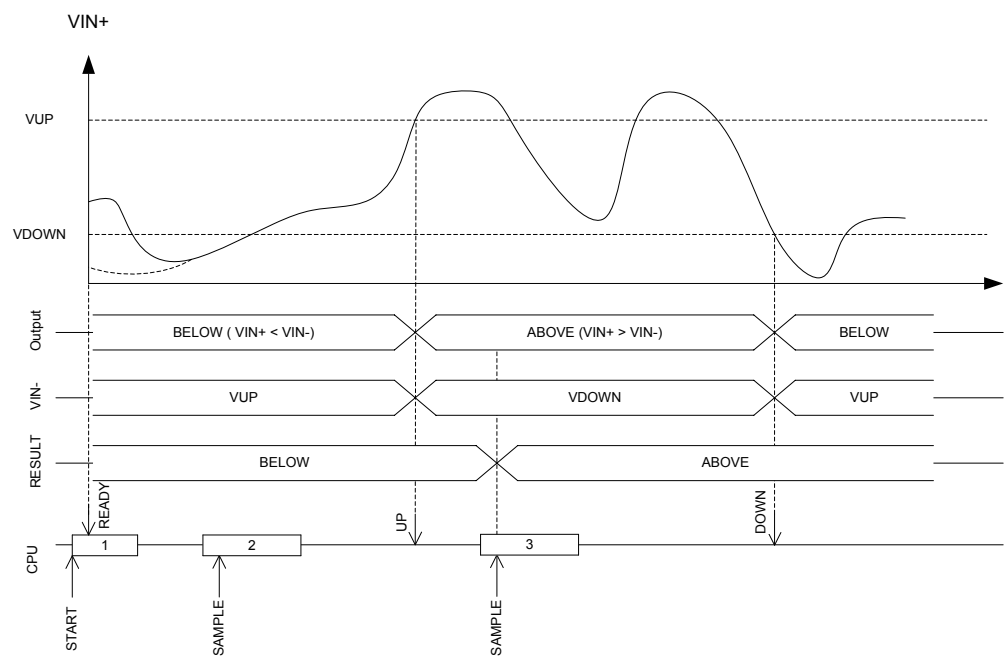 VIN+
VUP
VDOWN
Output
BELOW ( VIN+ < VIN-)
ABOVE (VIN+ > VIN-)
BELOW
VIN-
VUP
VDOWN
VUP
RESULT
BELOW
ABOVE
READY
UP
DOWN
CPU
1
2
3
START
SAMPLE
SAMPLE